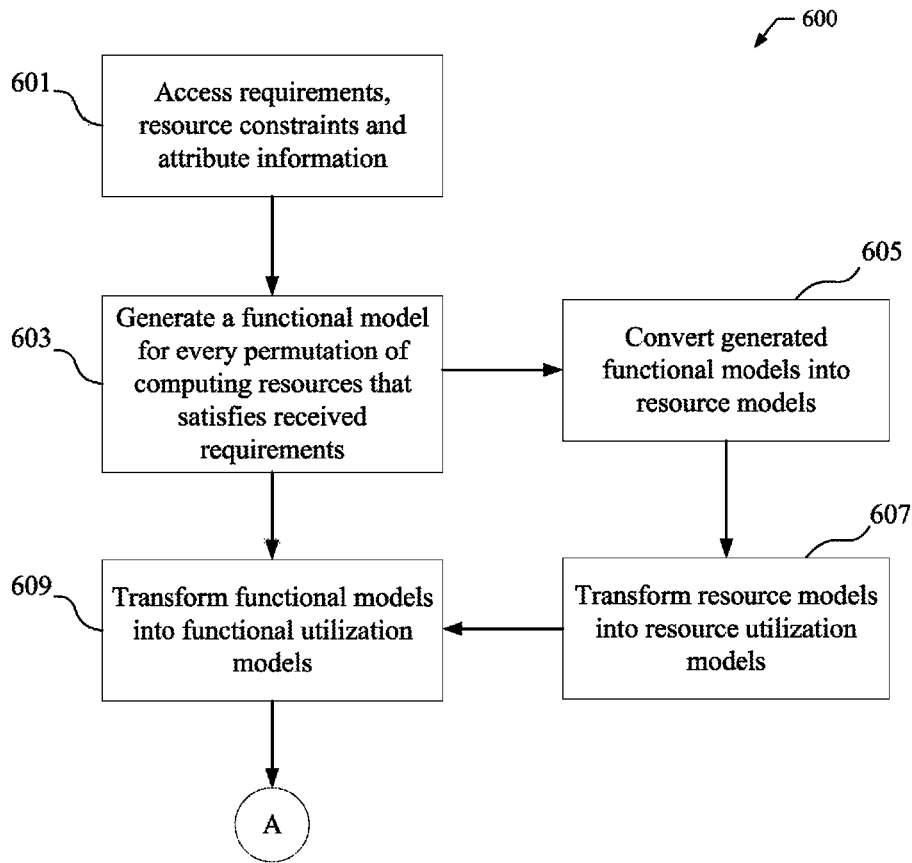 600
601
Access requirements,
resource constraints and
attribute information
603
Generate a functional model
for every permutation of
computing resources that
satisfies received
requirements
605
Convert generated
functional models into
resource models
607
Transform resource models
into resource utilization
models
609
Transform functional models
into functional utilization
models
A